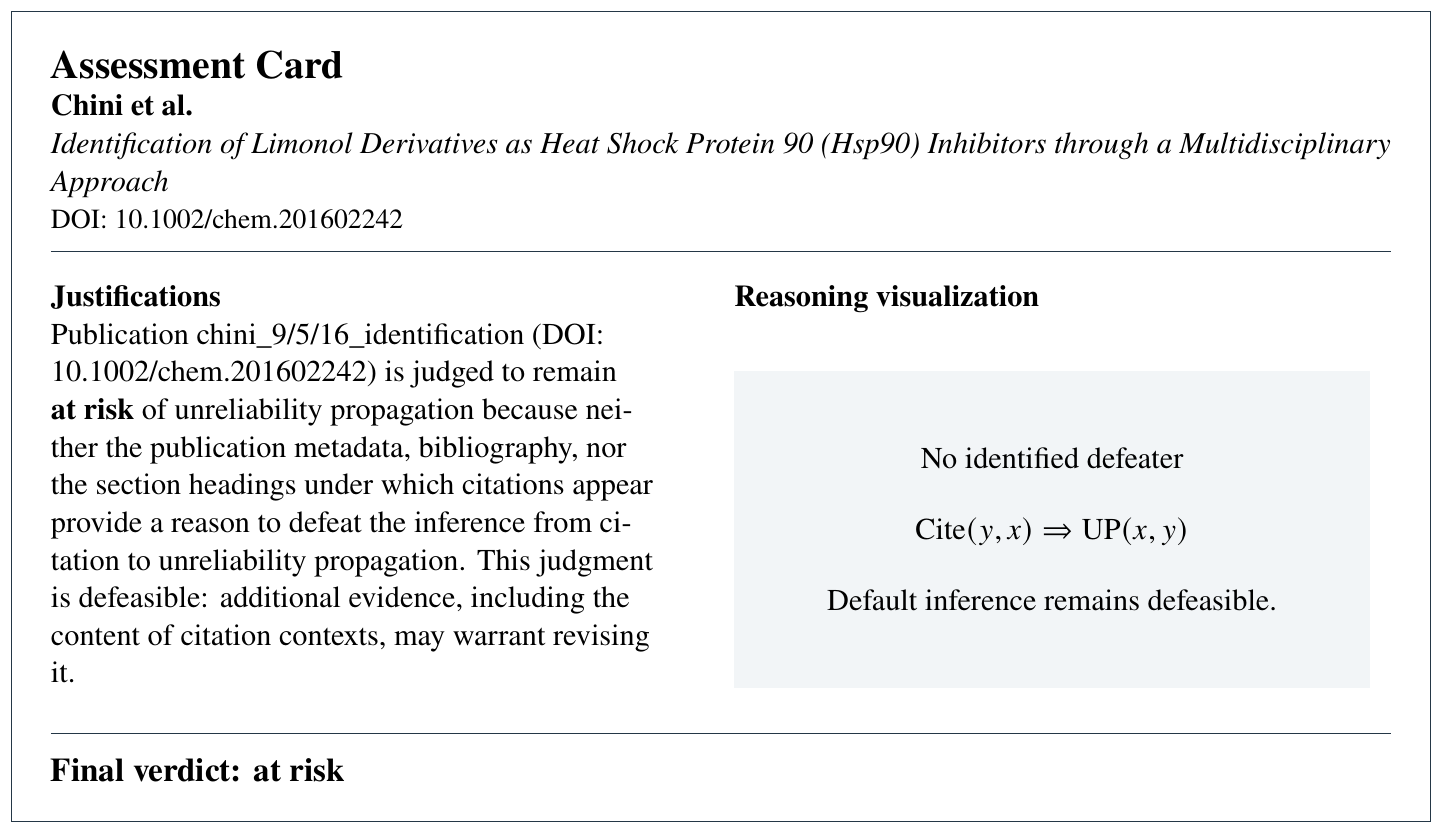 Assessment Card
Chini et al.
Identification of Limonol Derivatives as Heat Shock Protein 90 (Hsp90) Inhibitors through a Multidisciplinary
Approach
DOI: 10.1002/chem.201602242
Justifications
Publication chini_9/5/16_identification (DOI:
10.1002/chem.201602242) is judged to remain
at risk of unreliability propagation because nei-
ther the publication metadata, bibliography, nor
the section headings under which citations appear
provide a reason to defeat the inference from ci-
tation to unreliability propagation. This judgment
is defeasible: additional evidence, including the
content of citation contexts, may warrant revising
it.
Reasoning visualization
No identified defeater
Cite(y, x) ⟹ UP(x, y)
Default inference remains defeasible.
Final verdict: at risk